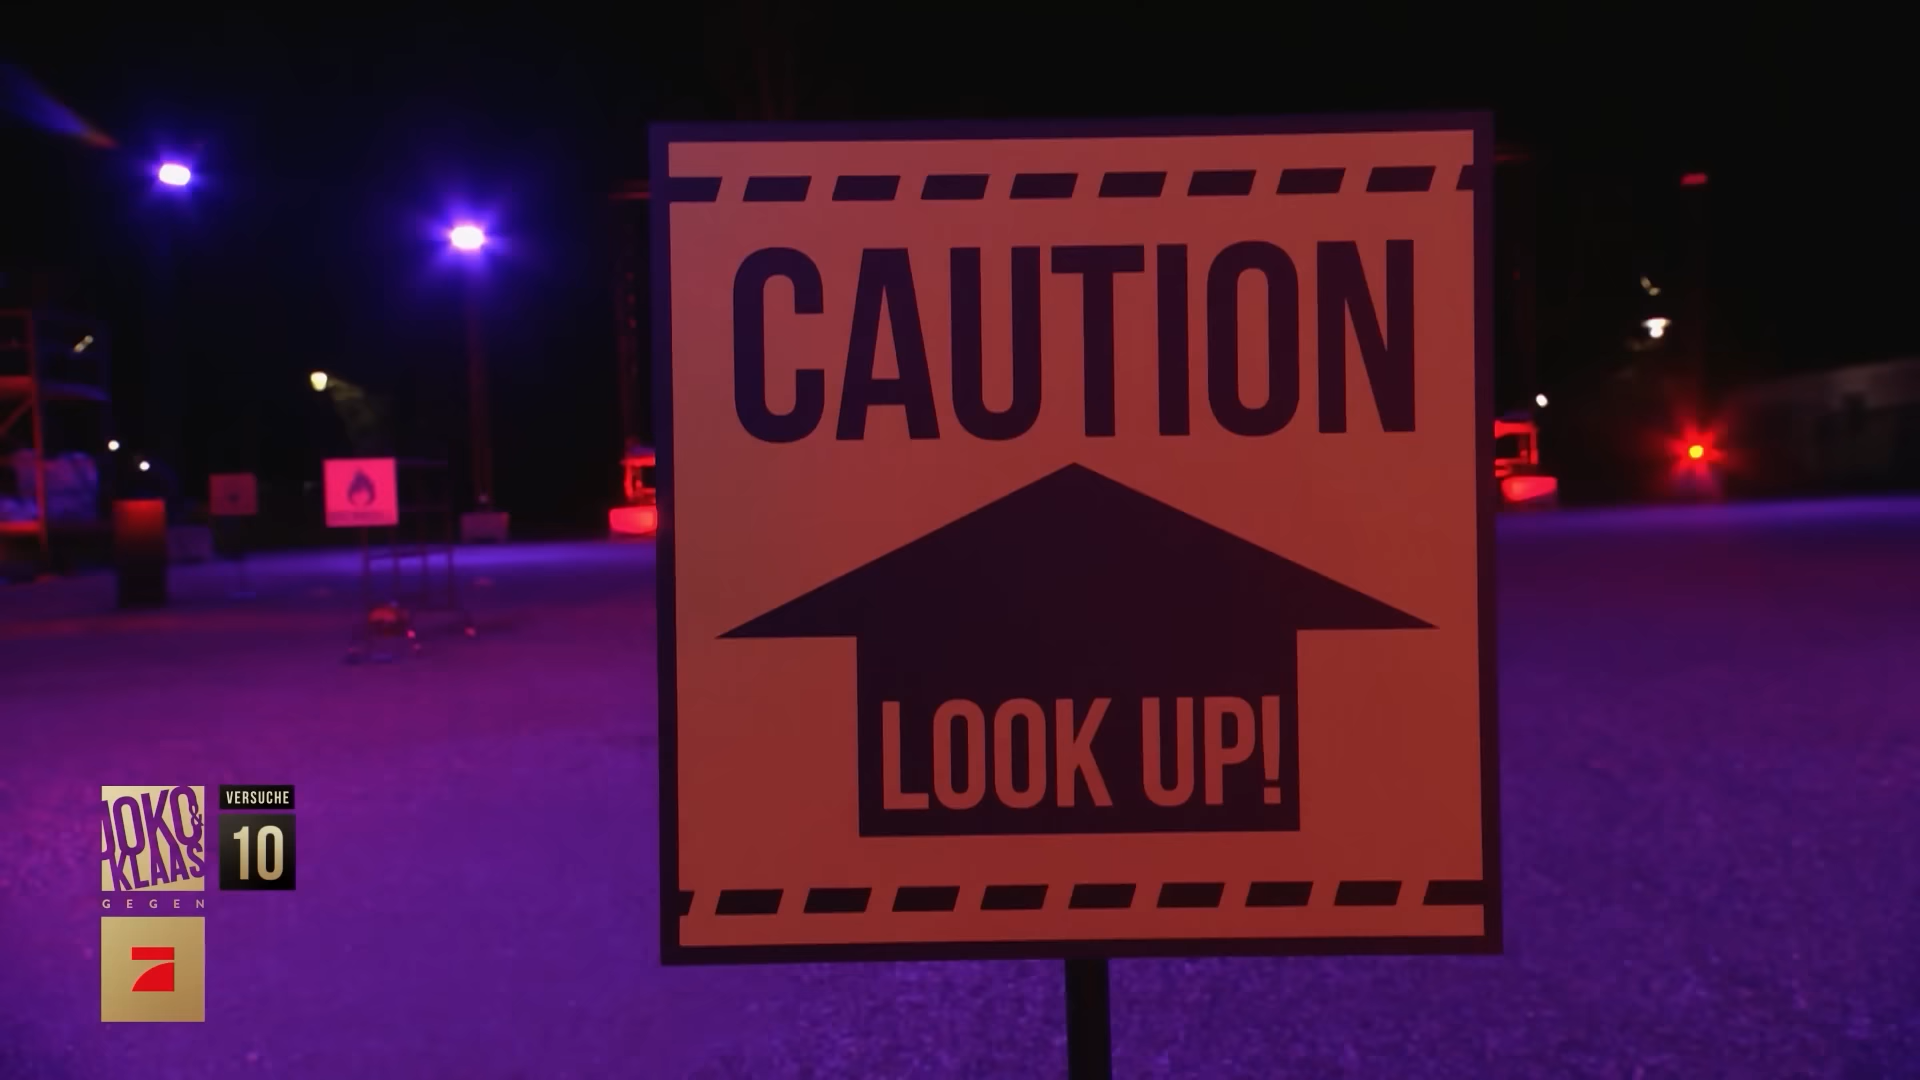 CAUTION
LOOK UP!
JOKO &
KLAAS
GEGEN
VERSUCHE
10